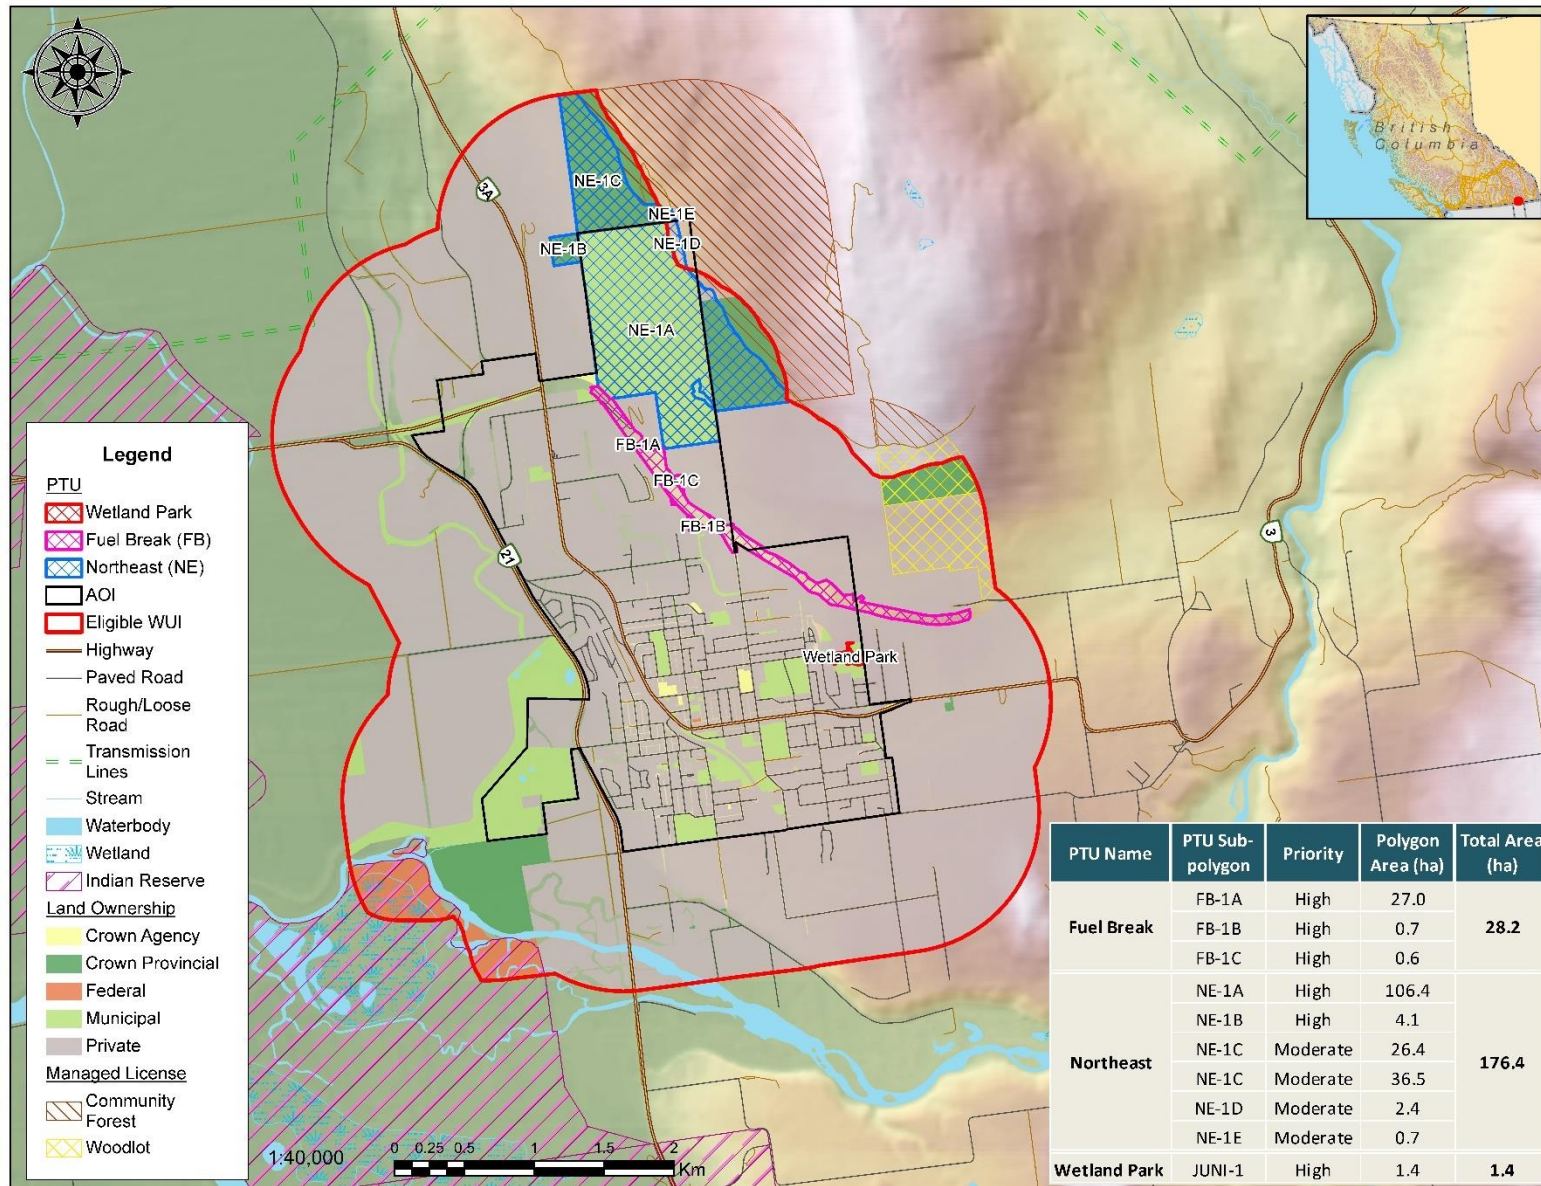 British
Columbia
3A
NE-1C
NE-1E
NE-1D
NE-1B
NE-1A
FB-1A
FB-1C
FB-1B
21
3
Wetland Park
Legend
PTU
Wetland Park
Fuel Break (FB)
Northeast (NE)
AOI
Eligible WUI
Highway
Paved Road
Rough/Loose
Road
Transmission
Lines
Stream
Waterbody
Wetland
Indian Reserve
Land Ownership
Crown Agency
Crown Provincial
Federal
Municipal
Private
Managed License
Community
Forest
Woodlot
1:40,000
0 0.25 0.5 1 1.5 2
Km
PTU Name PTU Sub-polygon Priority Polygon Area (ha) Total Area (ha)
Fuel Break FB-1A High 27.0 28.2
FB-1B High 0.7
FB-1C High 0.6
Northeast NE-1A High 106.4 176.4
NE-1B High 4.1
NE-1C Moderate 26.4
NE-1C Moderate 36.5
NE-1D Moderate 2.4
NE-1E Moderate 0.7
Wetland Park JUNI-1 High 1.4 1.4